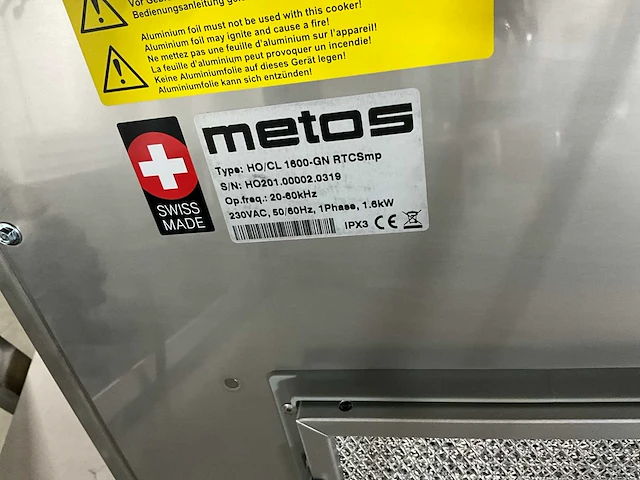 Bedienungsanleitung
Aluminium foil must not be used with this cooker!
Aluminium foil may ignite and cause a fire!
Ne mettez pas une feuille d'aluminium sur l'appareil!
La feuille d'aluminium peut provoquer un incendie!
Keine Aluminiumfolie auf dieses Gerät legen!
Aluminiumfolie kann sich entzünden!
metos
Type: HO/CL 1600-GN RTCSmp
S/N: HO201.00002.0319
Op.freq.: 20-60kHz
230VAC, 50/60Hz, 1Phase, 1.6kW
IPX3 CE
SWISS
MADE